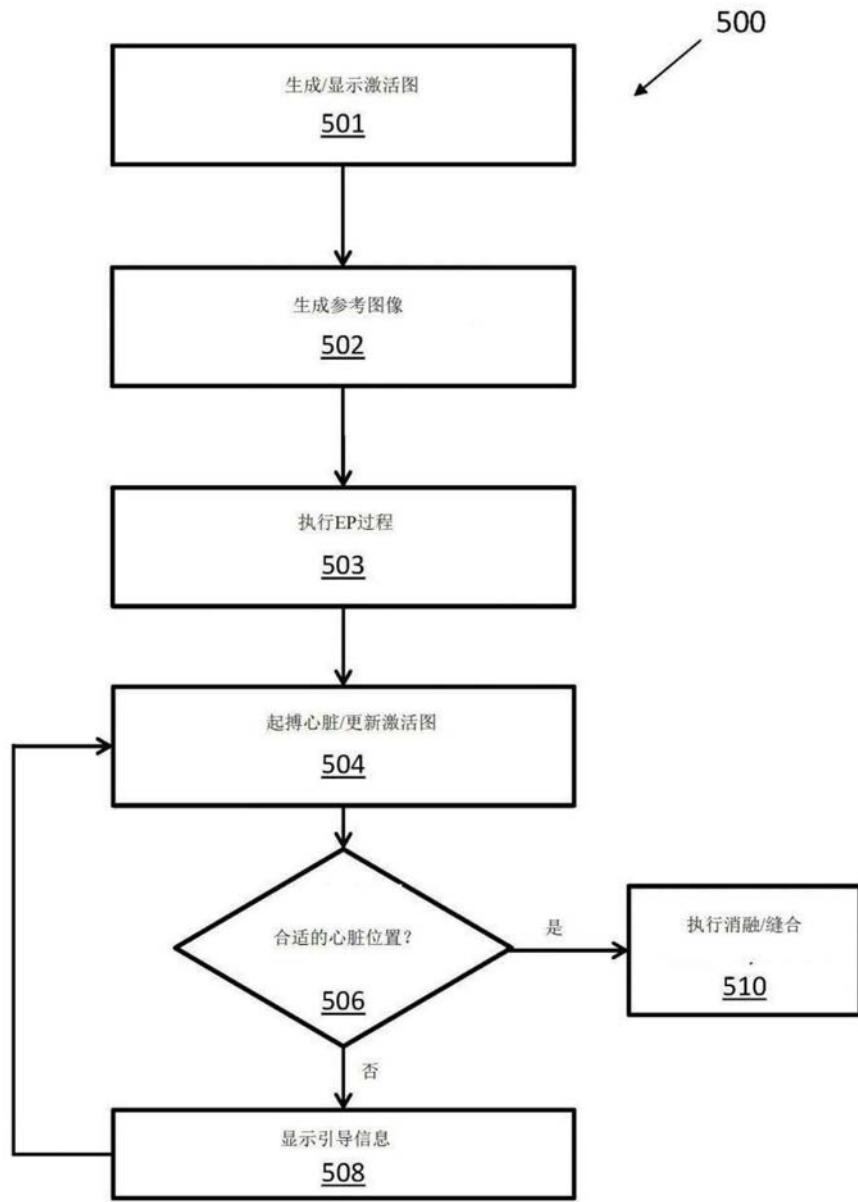 500
生成/显示激活图
501
生成参考图像
502
执行EP过程
503
起搏心脏/更新激活图
504
合适的心脏位置?
506
是
执行消融/缝合
510
否
显示引导信息
508